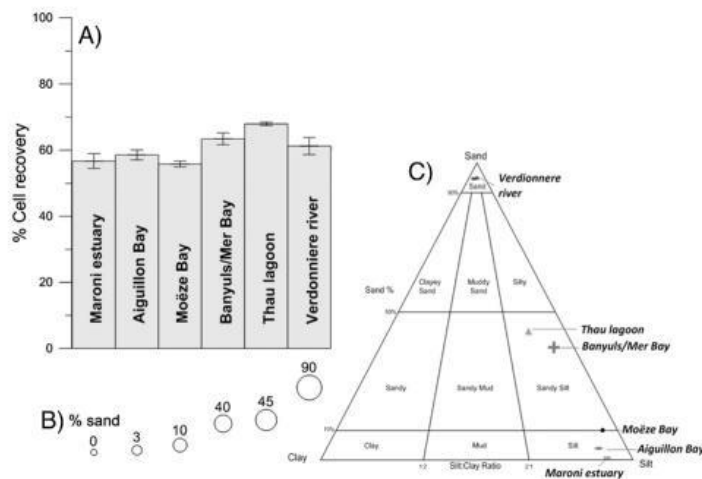 A)
100
80
60
40
20
0
% Cell recovery
Maroni estuary
Aiguillon Bay
Moëze Bay
Banyuls/Mer Bay
Thau lagoon
Verdonniere river
B) % sand
0
3
10
40
45
90
C)
Sand
Verdionnere
river
90%
Sand
Sand %
Clayey
Sand
Muddy
Sand
Silty
50%
Thau lagoon
Banyuls/Mer Bay
Sandy
Sandy Mud
Sandy Silt
10%
Moëze Bay
Clay
Mud
Silt
Aiguillon Bay
Clay
Silt:Clay Ratio
Silt
Maroni estuary